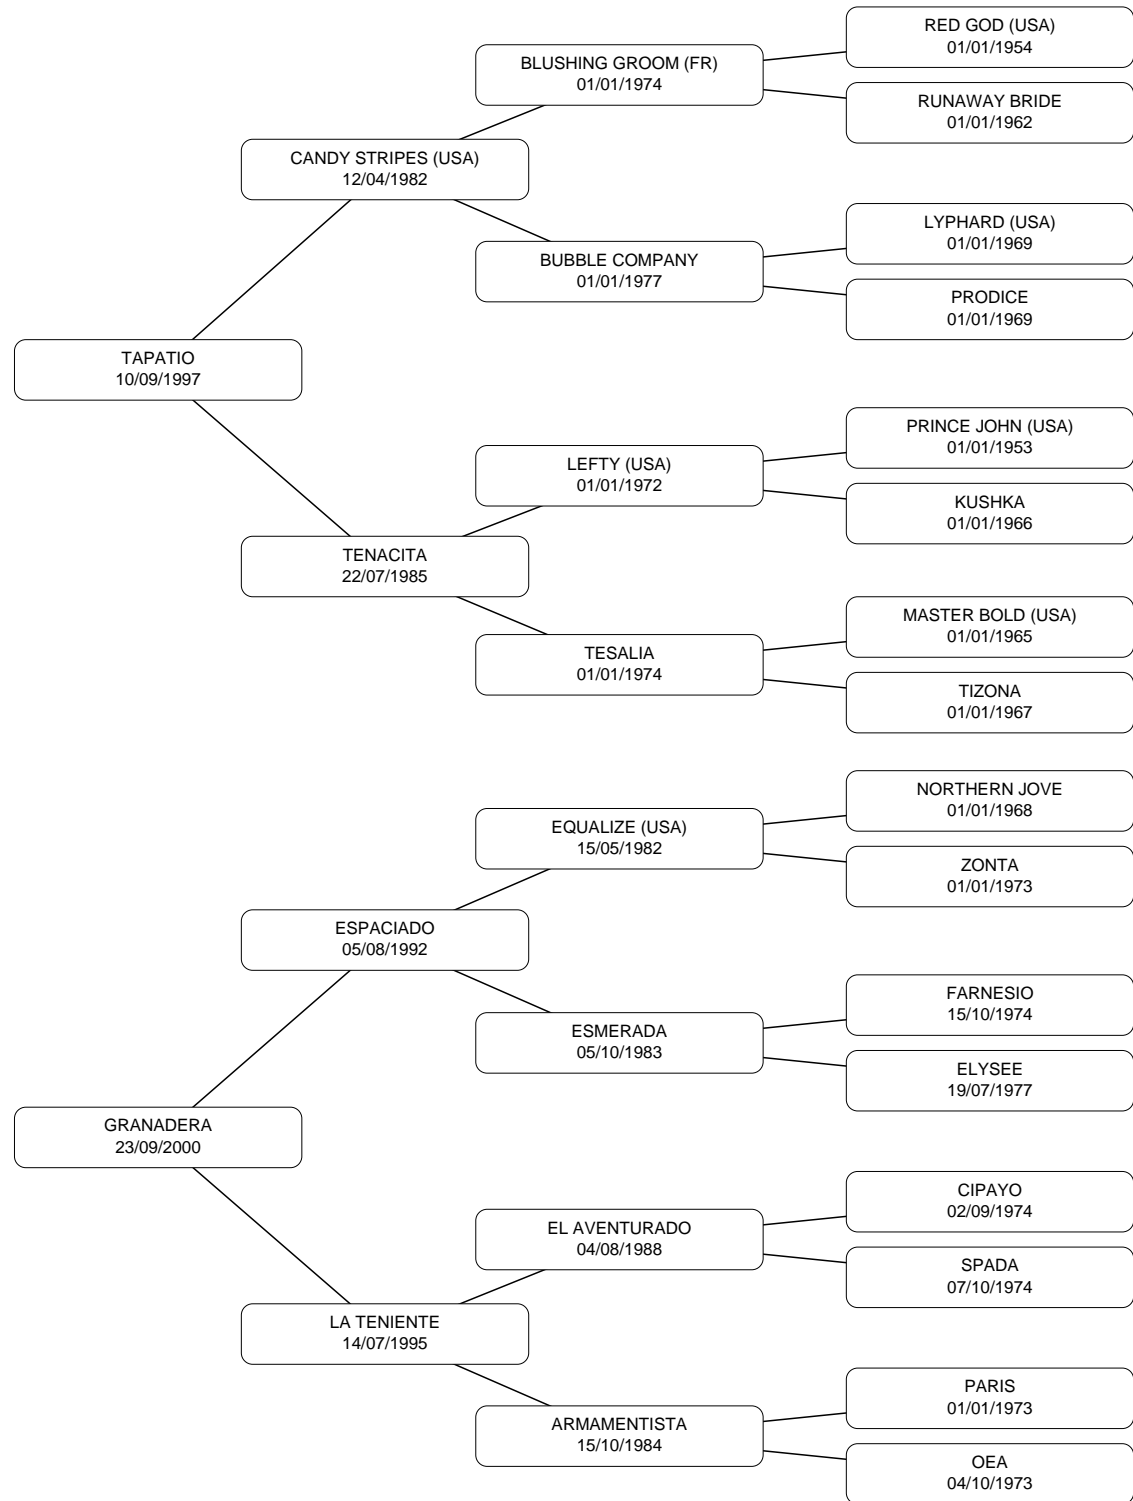 RED GOD (USA)
01/01/1954
BLUSHING GROOM (FR)
01/01/1974
RUNAWAY BRIDE
01/01/1962
CANDY STRIPES (USA)
12/04/1982
LYPHARD (USA)
01/01/1969
BUBBLE COMPANY
01/01/1977
PRODICE
01/01/1969
TAPATIO
10/09/1997
PRINCE JOHN (USA)
01/01/1953
LEFTY (USA)
01/01/1972
KUSHKA
01/01/1966
TENACITA
22/07/1985
MASTER BOLD (USA)
01/01/1965
TESALIA
01/01/1974
TIZONA
01/01/1967
NORTHERN JOVE
01/01/1968
EQUALIZE (USA)
15/05/1982
ZONTA
01/01/1973
ESPACIADO
05/08/1992
FARNESIO
15/10/1974
ESMERADA
05/10/1983
ELYSEE
19/07/1977
GRANADERA
23/09/2000
CIPAYO
02/09/1974
EL AVENTURADO
04/08/1988
SPADA
07/10/1974
LA TENIENTE
14/07/1995
PARIS
01/01/1973
ARMAMENTISTA
15/10/1984
OEA
04/10/1973